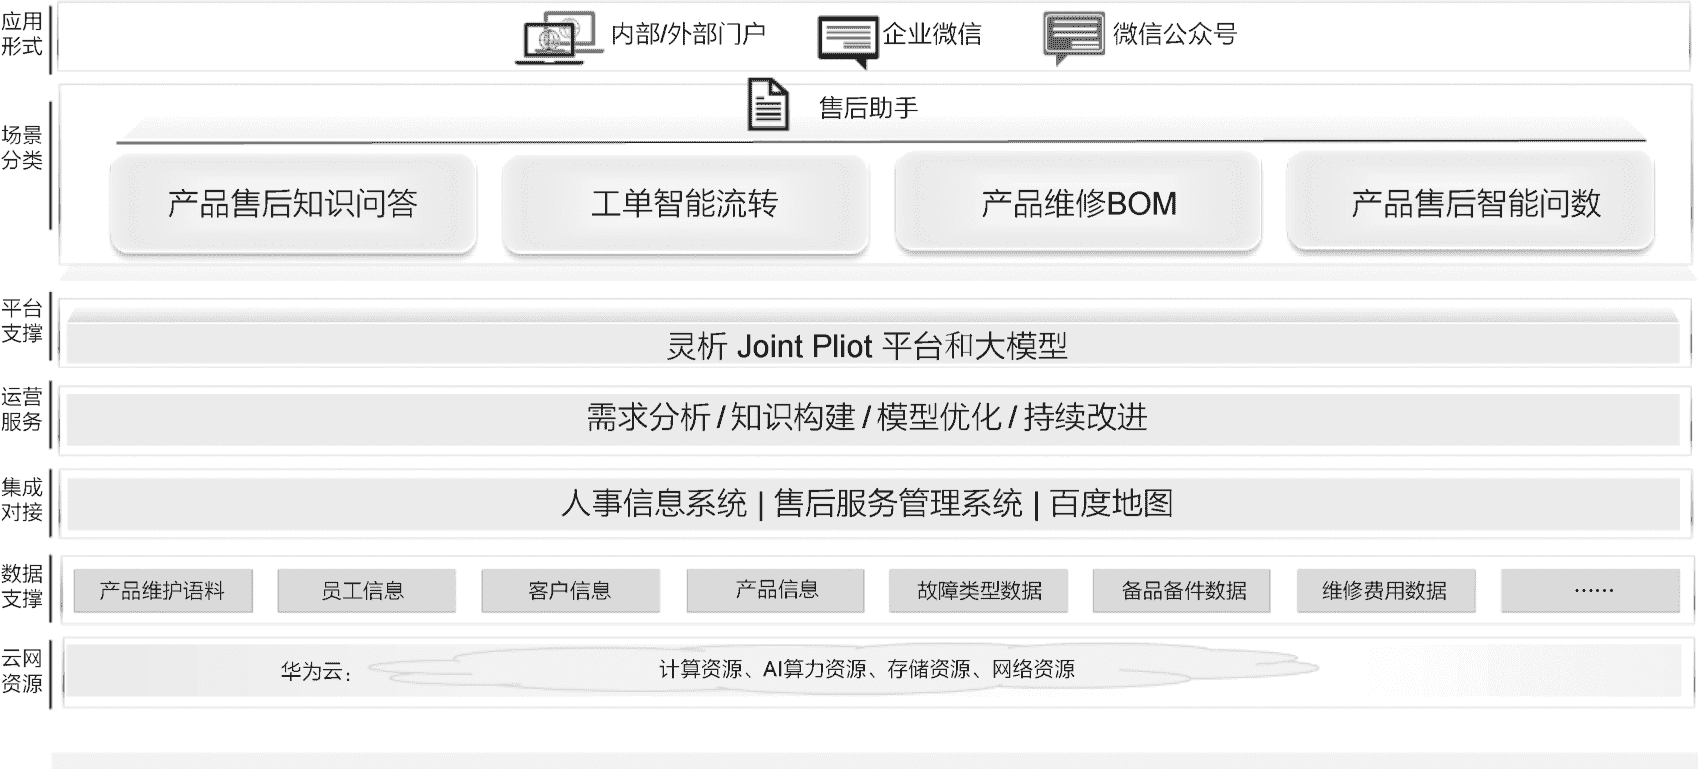 应用
形式
内部/外部门户
企业微信
微信公众号
场景
分类
售后助手
产品售后知识问答
工单智能流转
产品维修BOM
产品售后智能问数
平台
支撑
灵析 Joint Pliot 平台和大模型
运营
服务
需求分析 / 知识构建 / 模型优化 / 持续改进
集成
对接
人事信息系统 | 售后服务管理系统 | 百度地图
数据
支撑
产品维护语料
员工信息
客户信息
产品信息
故障类型数据
备品备件数据
维修费用数据
……
云网
资源
华为云：
计算资源、AI算力资源、存储资源、网络资源